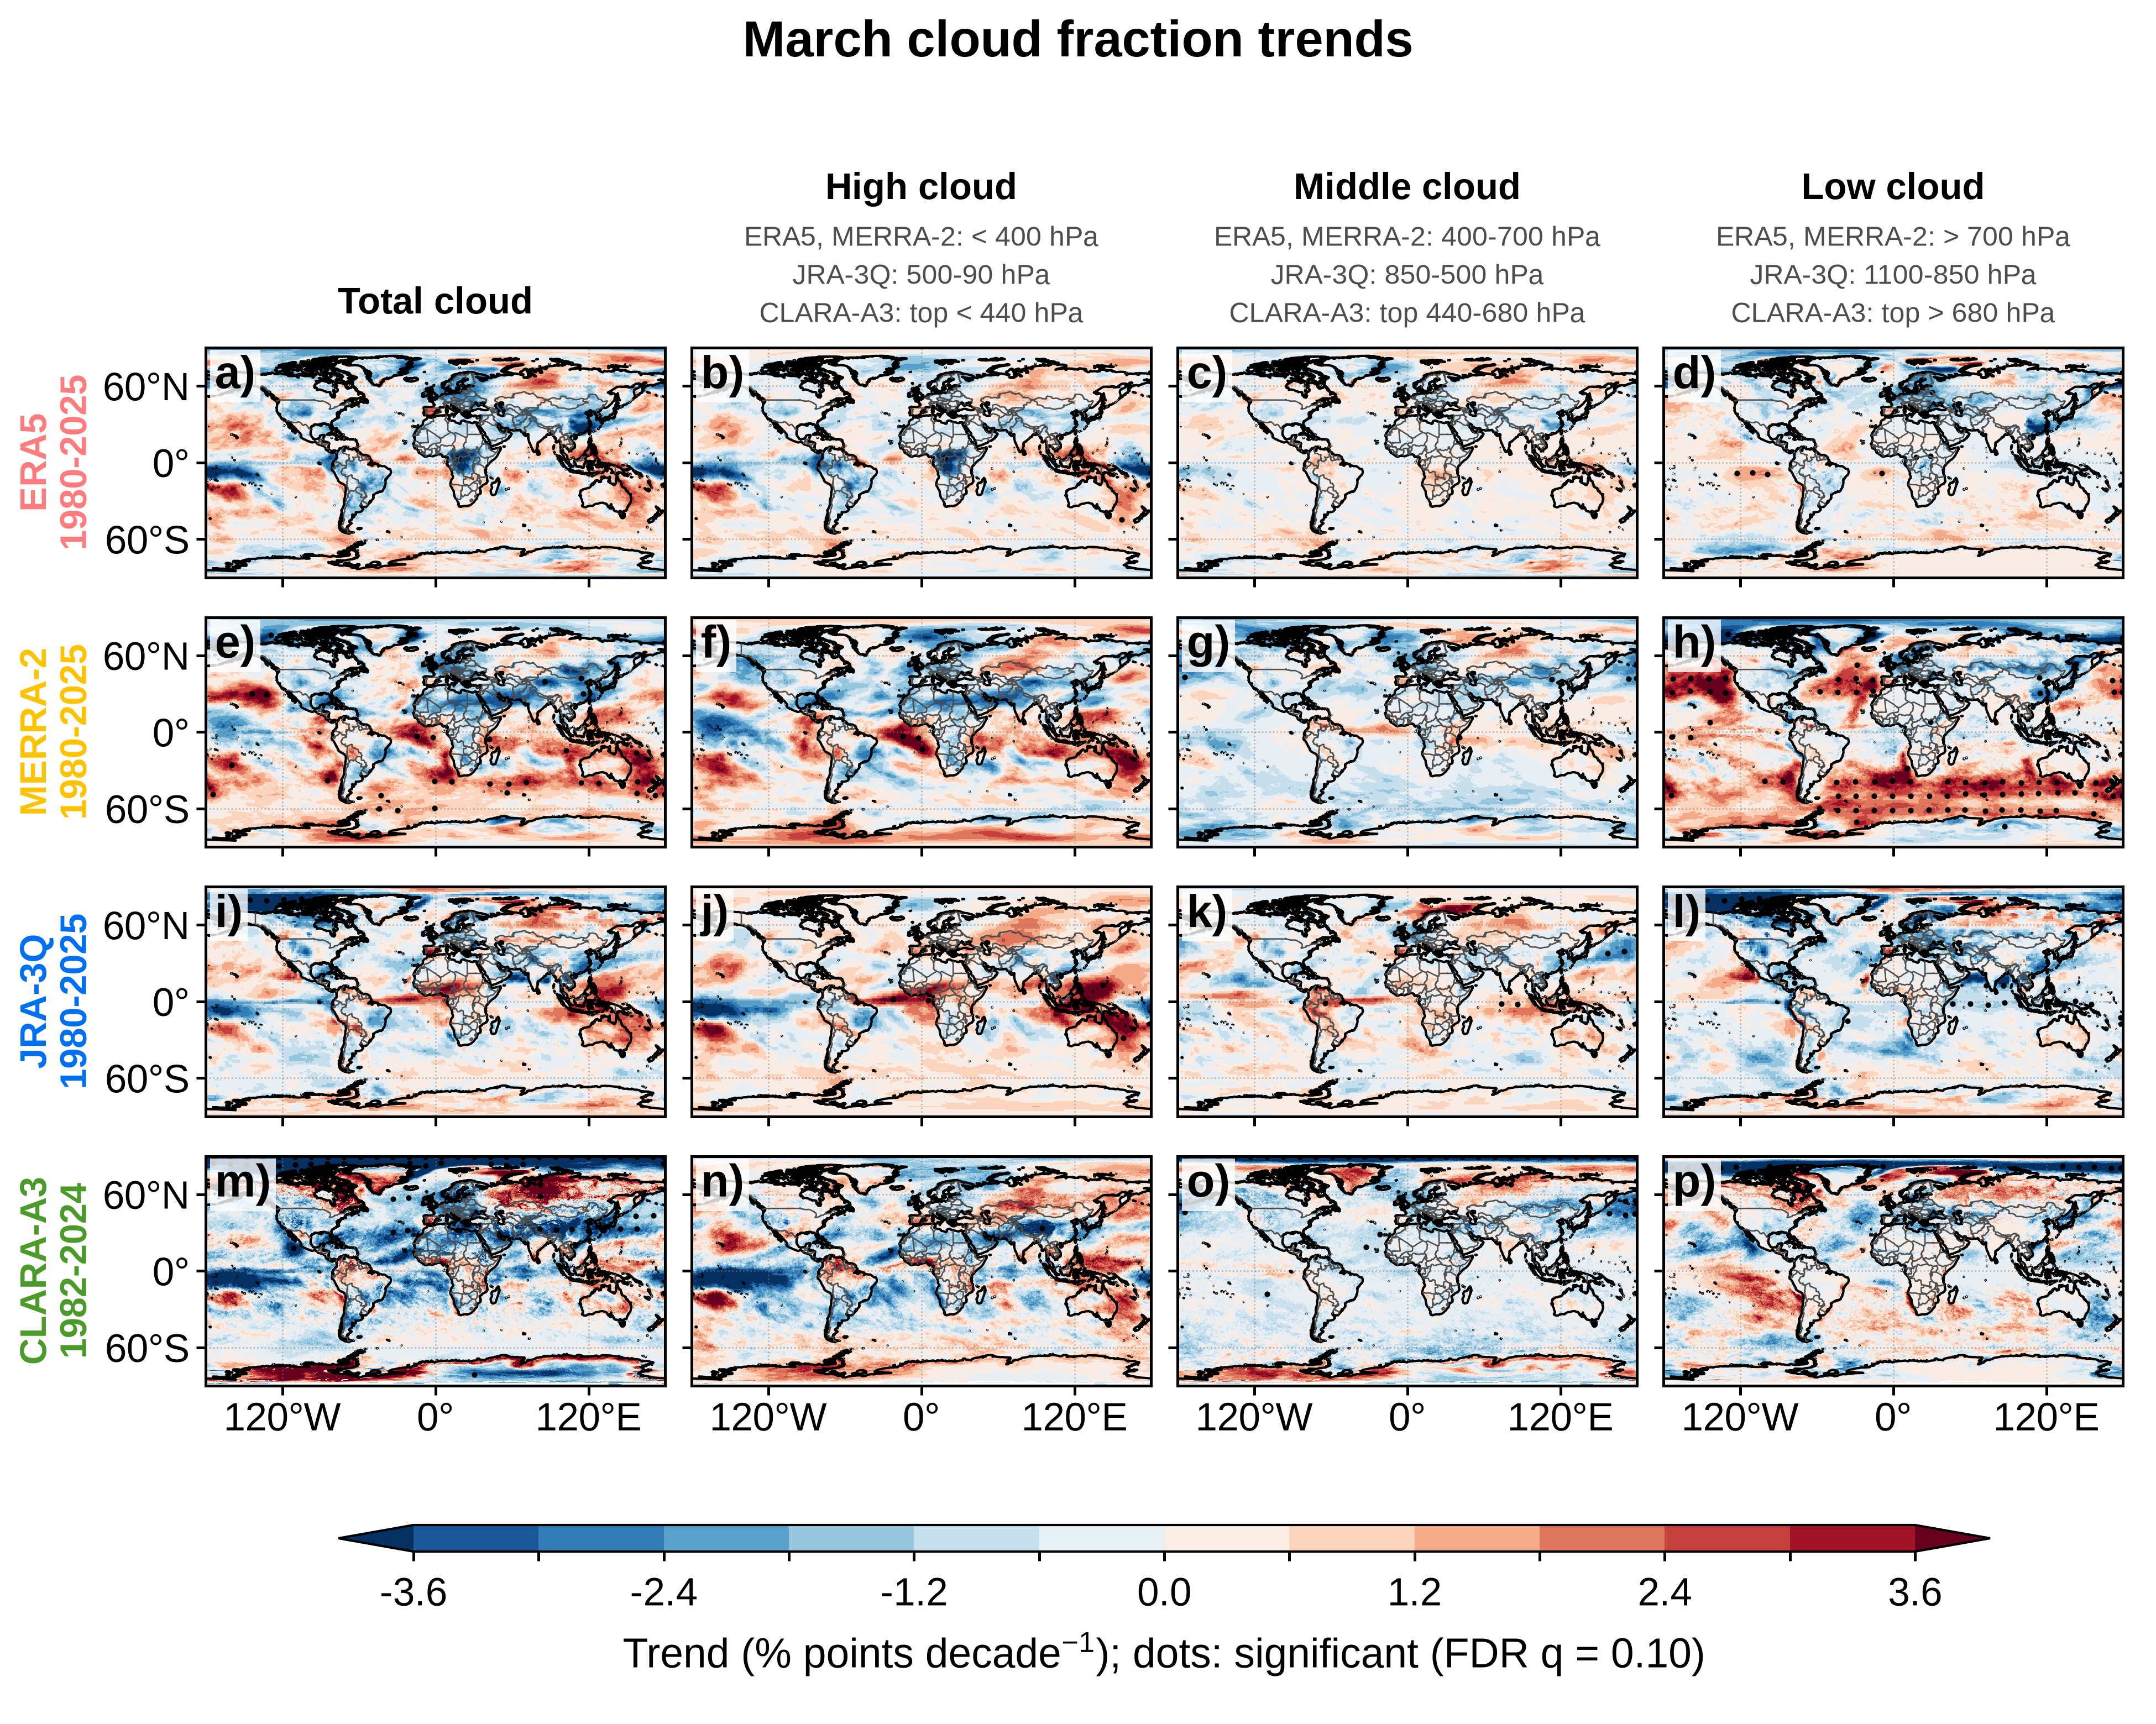 March cloud fraction trends
Total cloud
High cloud
ERA5, MERRA-2: < 400 hPa
JRA-3Q: 500-90 hPa
CLARA-A3: top < 440 hPa
Middle cloud
ERA5, MERRA-2: 400-700 hPa
JRA-3Q: 850-500 hPa
CLARA-A3: top 440-680 hPa
Low cloud
ERA5, MERRA-2: > 700 hPa
JRA-3Q: 1100-850 hPa
CLARA-A3: top > 680 hPa
ERA5
1980-2025
60°N
0°
60°S
a)
b)
c)
d)
MERRA-2
1980-2025
60°N
0°
60°S
e)
f)
g)
h)
JRA-3Q
1980-2025
60°N
0°
60°S
i)
j)
k)
l)
CLARA-A3
1982-2024
60°N
0°
60°S
m)
n)
o)
p)
120°W 0° 120°E
120°W 0° 120°E
120°W 0° 120°E
120°W 0° 120°E
-3.6 -2.4 -1.2 0.0 1.2 2.4 3.6
Trend (% points decade⁻¹); dots: significant (FDR q = 0.10)